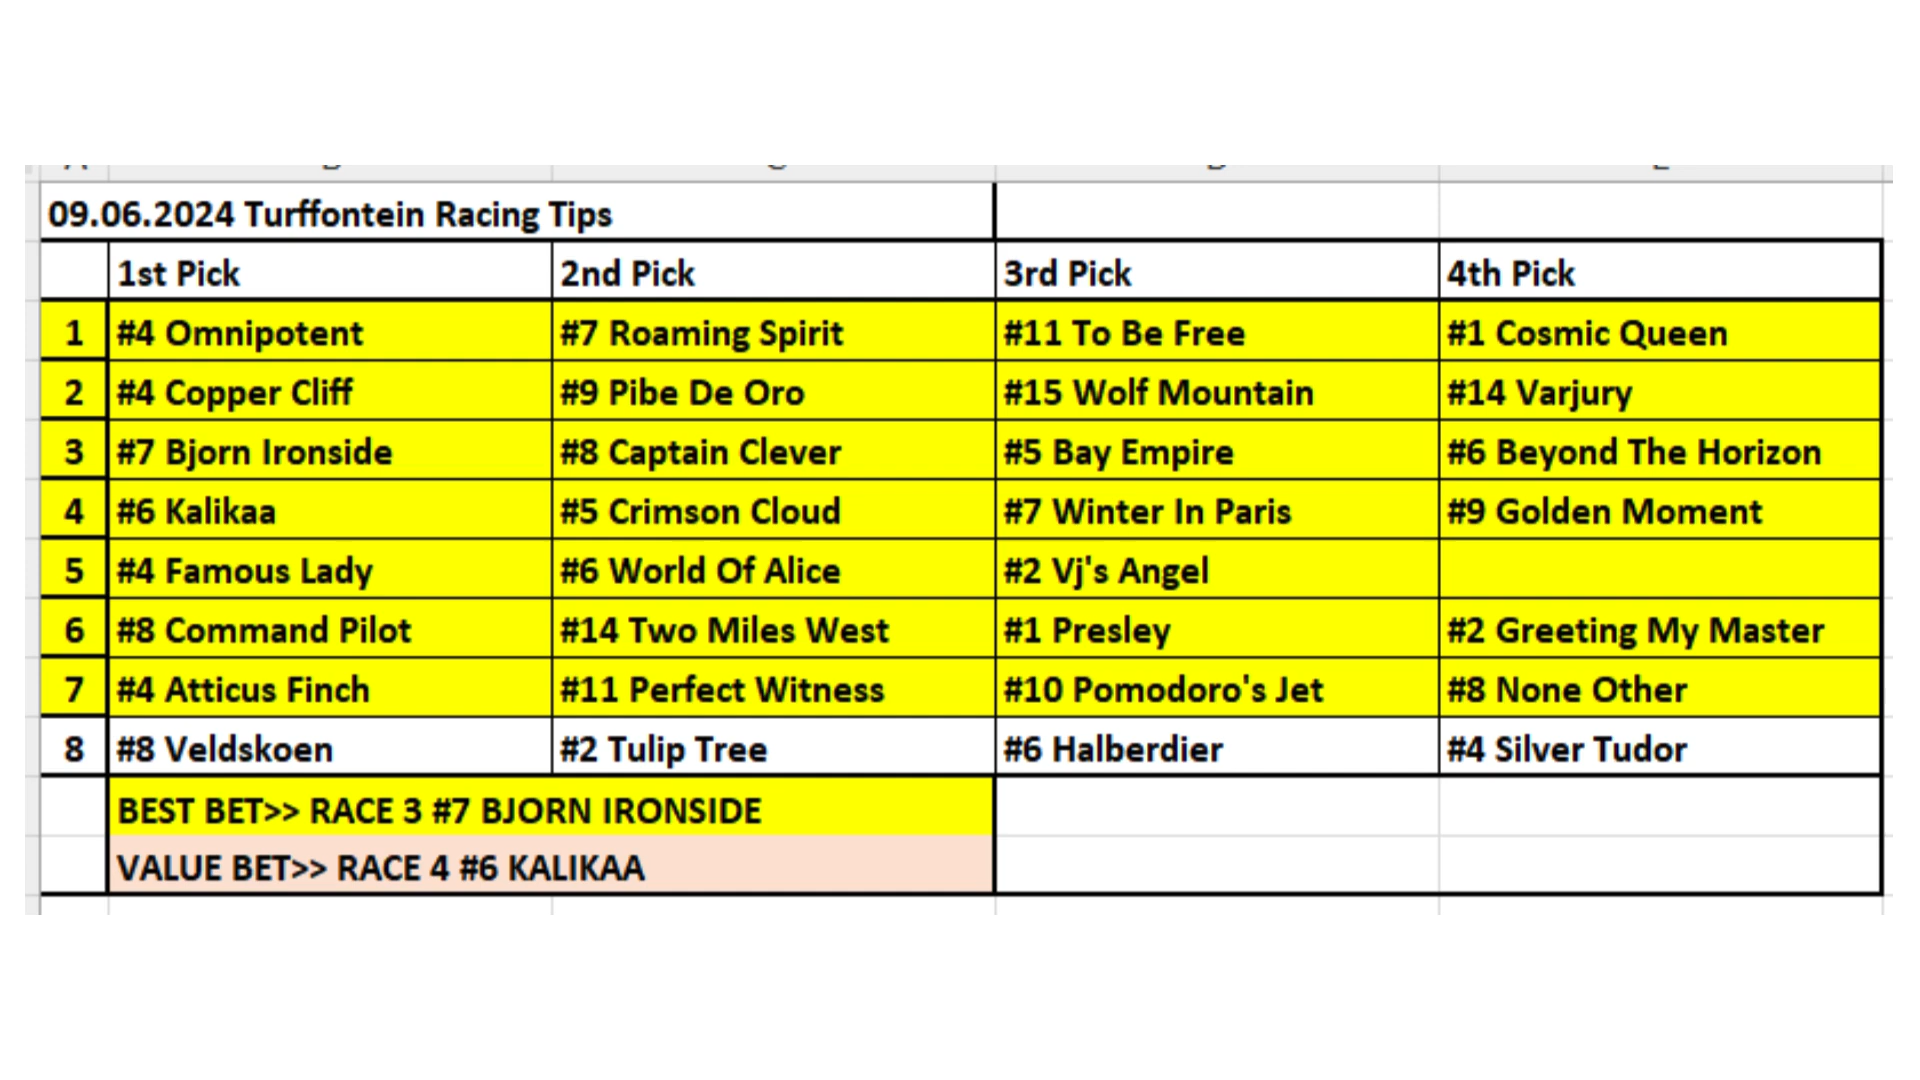 09.06.2024 Turffontein Racing Tips
1st Pick 2nd Pick 3rd Pick 4th Pick
1 #4 Omnipotent #7 Roaming Spirit #11 To Be Free #1 Cosmic Queen
2 #4 Copper Cliff #9 Pibe De Oro #15 Wolf Mountain #14 Varjury
3 #7 Bjorn Ironside #8 Captain Clever #5 Bay Empire #6 Beyond The Horizon
4 #6 Kalikaa #5 Crimson Cloud #7 Winter In Paris #9 Golden Moment
5 #4 Famous Lady #6 World Of Alice #2 Vj's Angel
6 #8 Command Pilot #14 Two Miles West #1 Presley #2 Greeting My Master
7 #4 Atticus Finch #11 Perfect Witness #10 Pomodoro's Jet #8 None Other
8 #8 Veldskoen #2 Tulip Tree #6 Halberdier #4 Silver Tudor
BEST BET>> RACE 3 #7 BJORN IRONSIDE
VALUE BET>> RACE 4 #6 KALIKAA